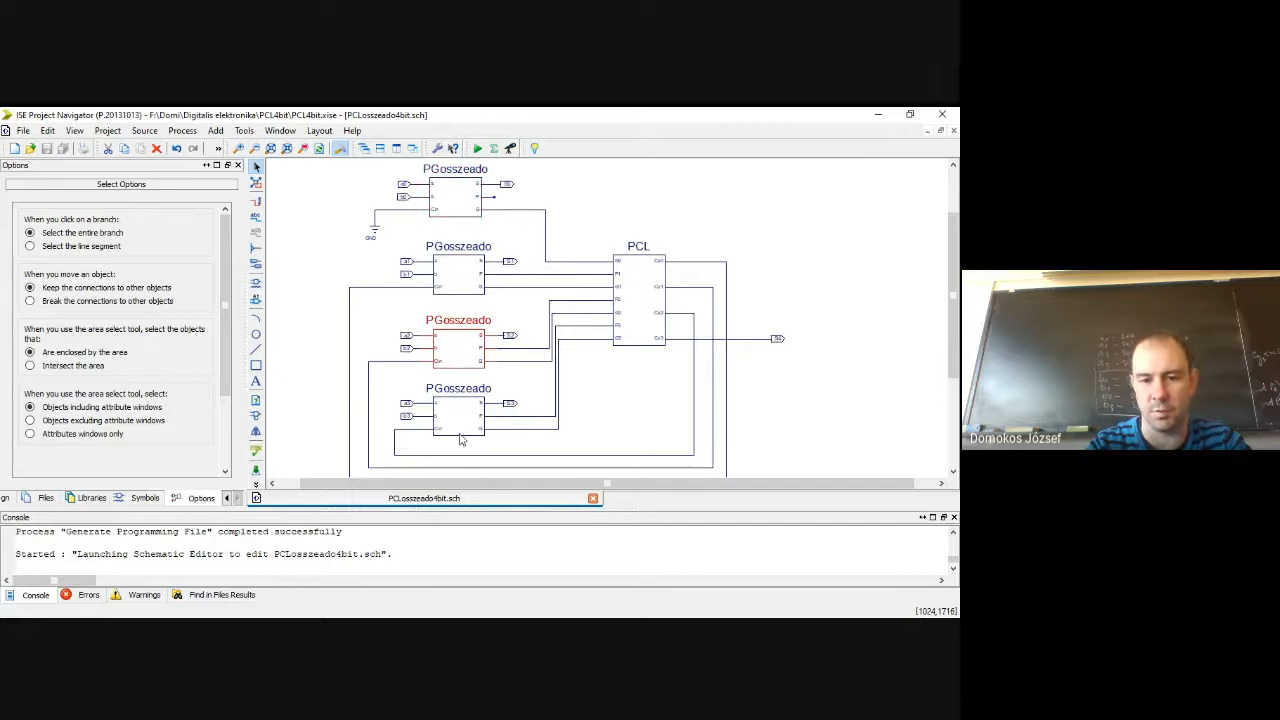 ISE Project Navigator (P.20131013) - F:\Domi\Digitalis elektronika\PCL4bit\PCL4bit.xise - [PCLosszeado4bit.sch]
File Edit View Project Source Process Add Tools Window Layout Help
Options
Select Options
When you click on a branch:
Select the entire branch
Select the line segment
When you move an object:
Keep the connections to other objects
Break the connections to other objects
When you use the area select tool, select the objects
that:
Are enclosed by the area
Intersect the area
When you use the area select tool, select:
Objects including attribute windows
Objects excluding attribute windows
Attributes windows only
gn Files Libraries Symbols Options
PGosszeado
GND
PGosszeado
PCL
PGosszeado
PGosszeado
PCLosszeado4bit.sch
Console
Process "Generate Programming File" completed successfully
Started : "Launching Schematic Editor to edit PCLosszeado4bit.sch".
Console Errors Warnings Find in Files Results
[1024,1716]
Domokos József